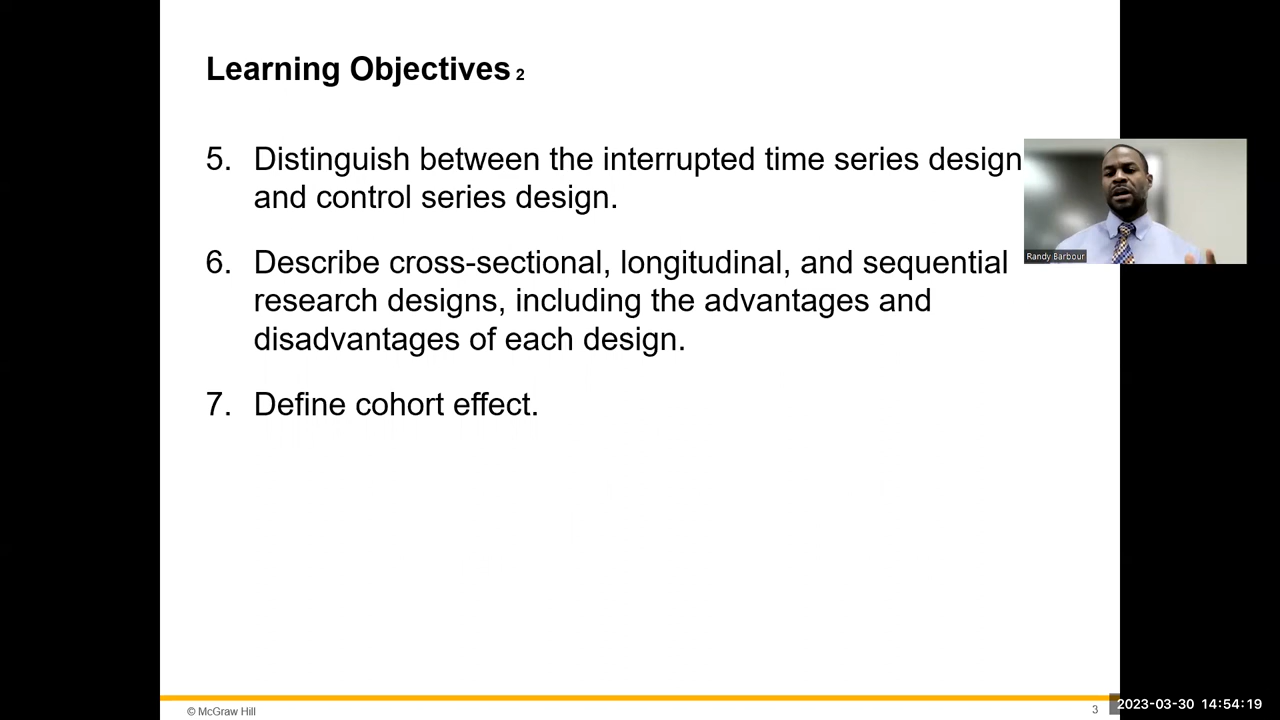 Learning Objectives 2
5. Distinguish between the interrupted time series design
and control series design.
6. Describe cross-sectional, longitudinal, and sequential
research designs, including the advantages and
disadvantages of each design.
7. Define cohort effect.
Randy Barbour
© McGraw Hill
3
2023-03-30 14:54:19